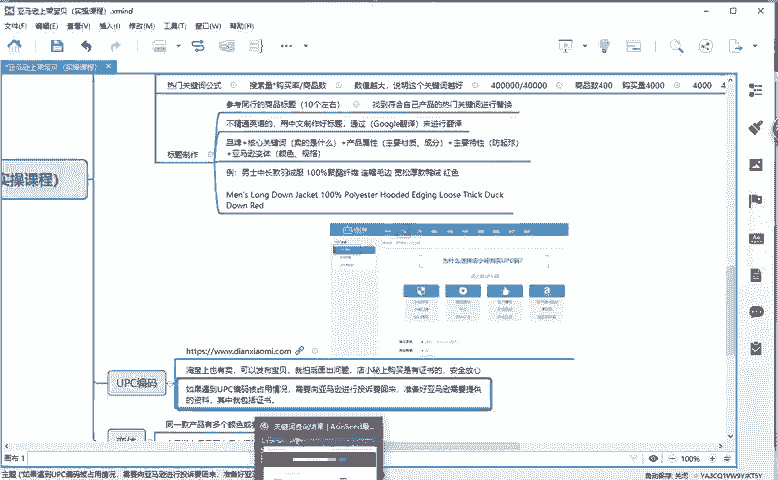 亚马逊上架宝贝（实操课程）.xmind
文件(F) 编辑(E) 查看(V) 插入(I) 修改(M) 工具(T) 窗口(W) 帮助(H)
*亚马逊上架宝贝（实操课程）
热门关键词公式 搜索量*购买率/商品数 数值越大，说明这个关键词越好 400000/40000 商品数400 购买量4000 4000 4
参考同行的商品标题（10个左右） 找到符合自己产品的热门关键词进行替换
不精通英语的，用中文制作好标题，通过（Google翻译）来进行翻译
标题制作
品牌+核心关键词（卖的是什么）+产品属性（主要材质、成分）+主要特性（防起球）
+亚马逊变体（颜色、规格）
实操课程）
例：男士中长款羽绒服 100%聚酯纤维 连帽毛边 宽松厚款鸭绒 红色
Men's Long Down Jacket 100% Polyester Hooded Edging Loose Thick Duck
Down Red
为什么选择店小秘购买UPC码？
https://www.dianxiaomi.com
UPC编码
淘宝上也有卖，可以发布宝贝，我怕后面出问题，店小秘上购买是有证书的，安全放心
如果遇到UPC编码被占用情况，需要向亚马逊进行投诉要回来，准备好亚马逊需要提供
的资料，其中就包括证书。
变体
同一款产品有多个颜色或
关键词查询结果 | AsinSeed最...
图布 1
100%
主题 ('如果遇到UPC编码被占用情况，需要向亚马逊进行投诉要回来，准备好亚
自动保存: 关闭